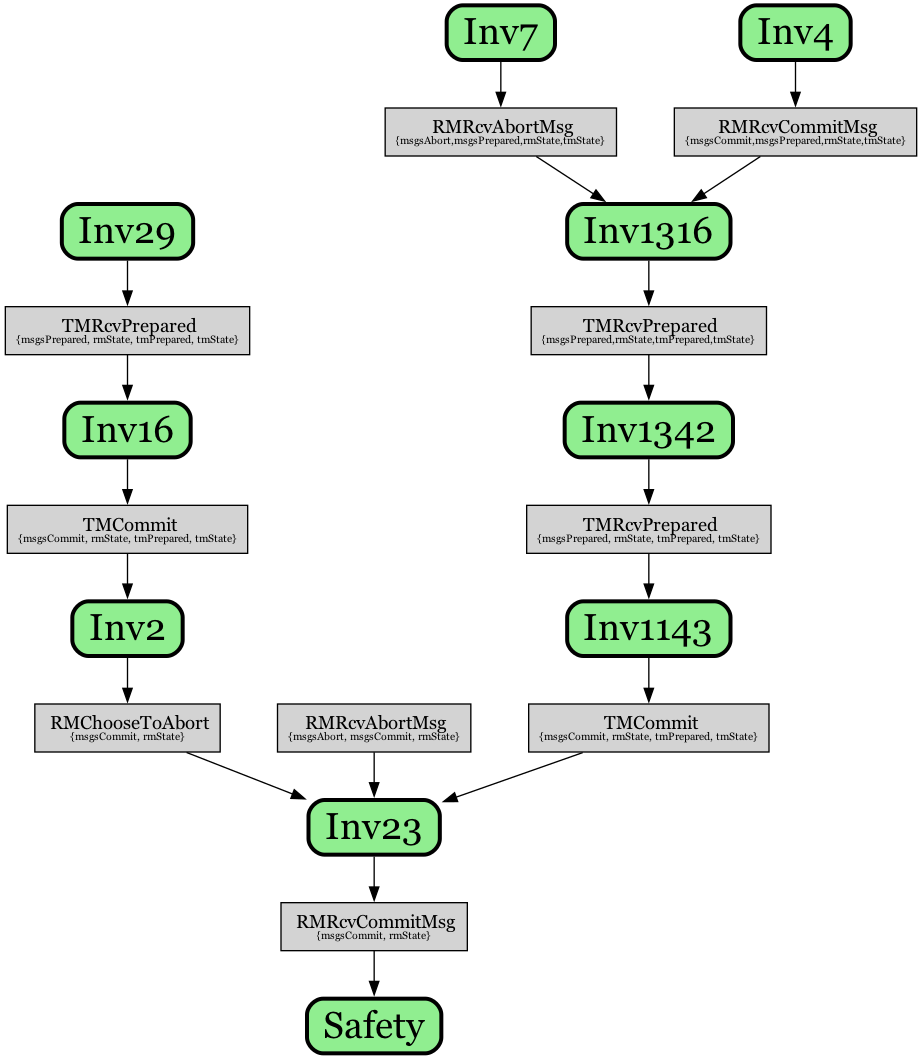 Inv7
Inv4
RMRcvAbortMsg
{msgsAbort,msgsPrepared,rmState,tmState}
RMRcvCommitMsg
{msgsCommit,msgsPrepared,rmState,tmState}
Inv29
Inv1316
TMRcvPrepared
{msgsPrepared, rmState, tmPrepared, tmState}
TMRcvPrepared
{msgsPrepared,rmState,tmPrepared,tmState}
Inv16
Inv1342
TMCommit
{msgsCommit, rmState, tmPrepared, tmState}
TMRcvPrepared
{msgsPrepared, rmState, tmPrepared, tmState}
Inv2
Inv1143
RMChooseToAbort
{msgsCommit, rmState}
RMRcvAbortMsg
{msgsAbort, msgsCommit, rmState}
TMCommit
{msgsCommit, rmState, tmPrepared, tmState}
Inv23
RMRcvCommitMsg
{msgsCommit, rmState}
Safety